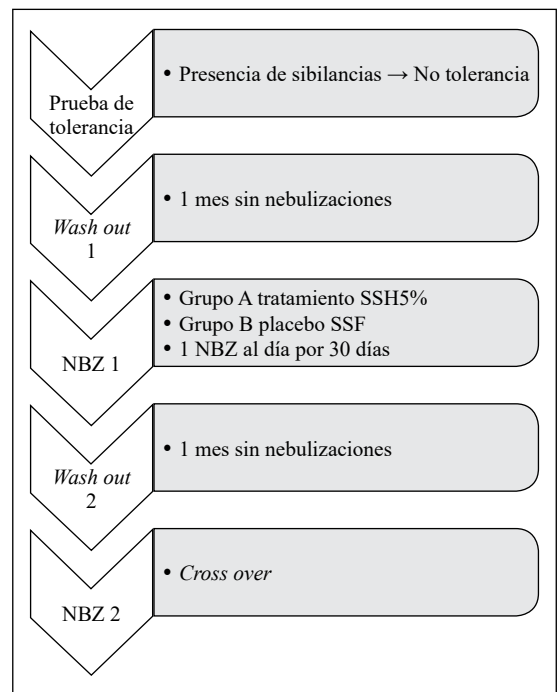 • Presencia de sibilancias → No tolerancia
Prueba de
tolerancia
• 1 mes sin nebulizaciones
Wash out
1
• Grupo A tratamiento SSH5%
• Grupo B placebo SSF
• 1 NBZ al día por 30 días
NBZ 1
• 1 mes sin nebulizaciones
Wash out
2
• Cross over
NBZ 2